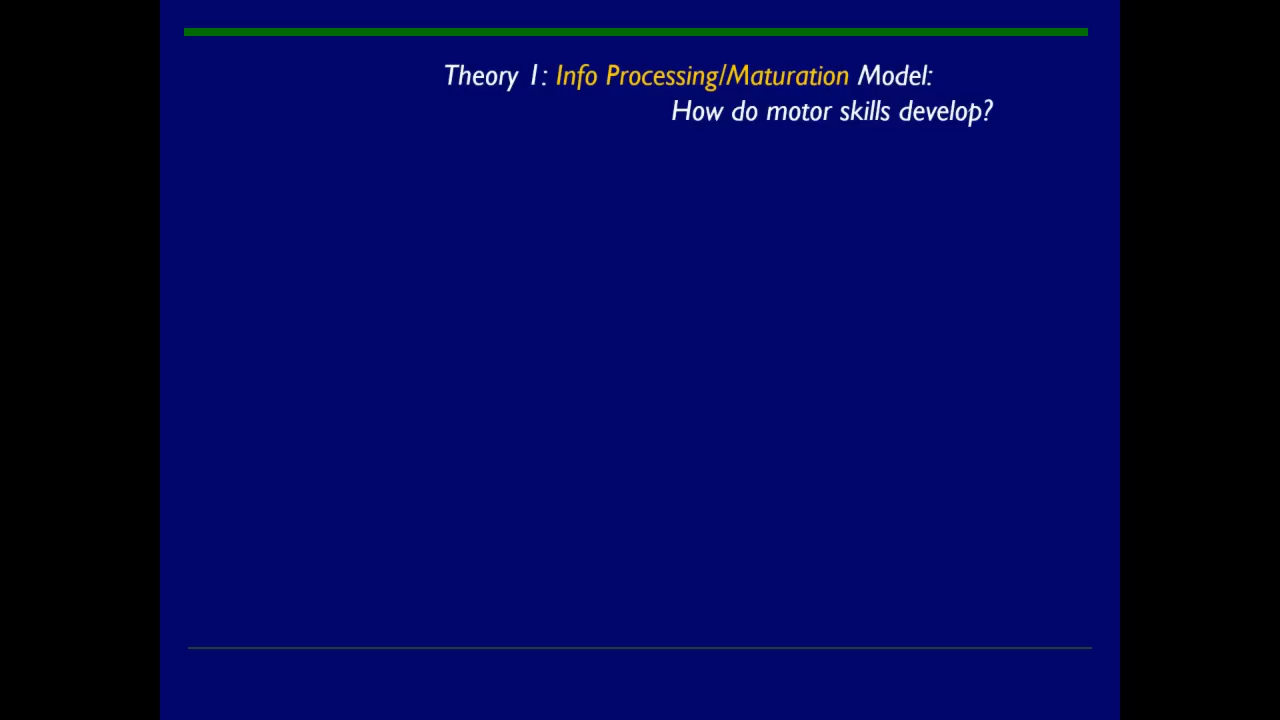 Theory 1: Info Processing/Maturation Model:
How do motor skills develop?